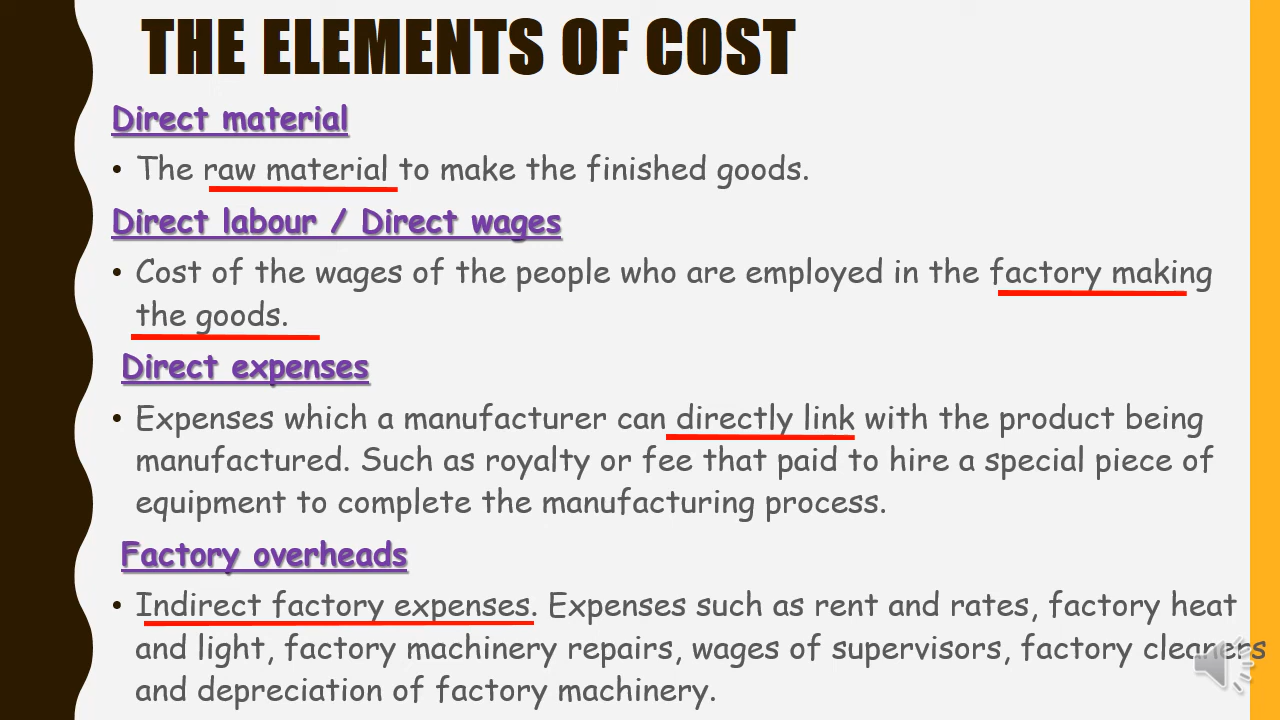 THE ELEMENTS OF COST
Direct material
• The raw material to make the finished goods.
Direct labour / Direct wages
• Cost of the wages of the people who are employed in the factory making
the goods.
Direct expenses
• Expenses which a manufacturer can directly link with the product being
manufactured. Such as royalty or fee that paid to hire a special piece of
equipment to complete the manufacturing process.
Factory overheads
• Indirect factory expenses. Expenses such as rent and rates, factory heat
and light, factory machinery repairs, wages of supervisors, factory cleaners
and depreciation of factory machinery.